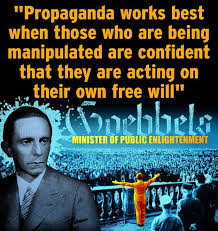 "Propaganda works best
when those who are being
manipulated are confident
that they are acting on
their own free will"
Goebbels
MINISTER OF PUBLIC ENLIGHTENMENT